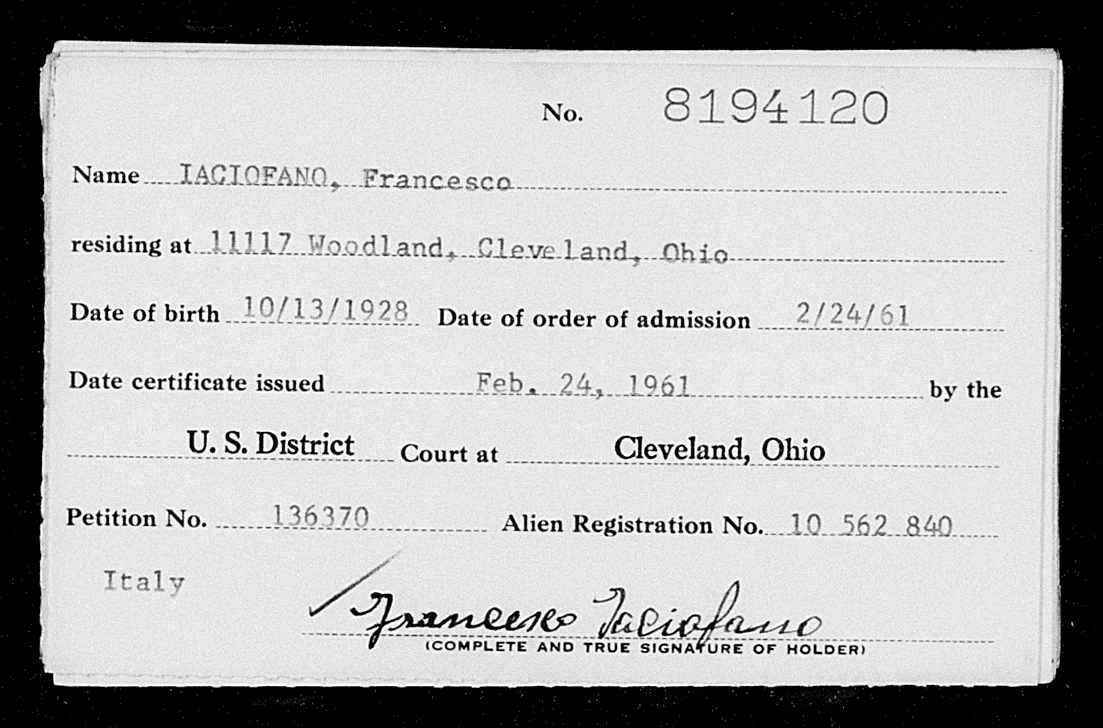 No. 8194120
Name IACIOFANO, Francesco
residing at 11117 Woodland, Cleveland, Ohio
Date of birth 10/13/1928 Date of order of admission 2/24/61
Date certificate issued Feb. 24, 1961 by the
U. S. District Court at Cleveland, Ohio
Petition No. 136370 Alien Registration No. 10 562 840
Italy
Francesco Iaciofano
(COMPLETE AND TRUE SIGNATURE OF HOLDER)